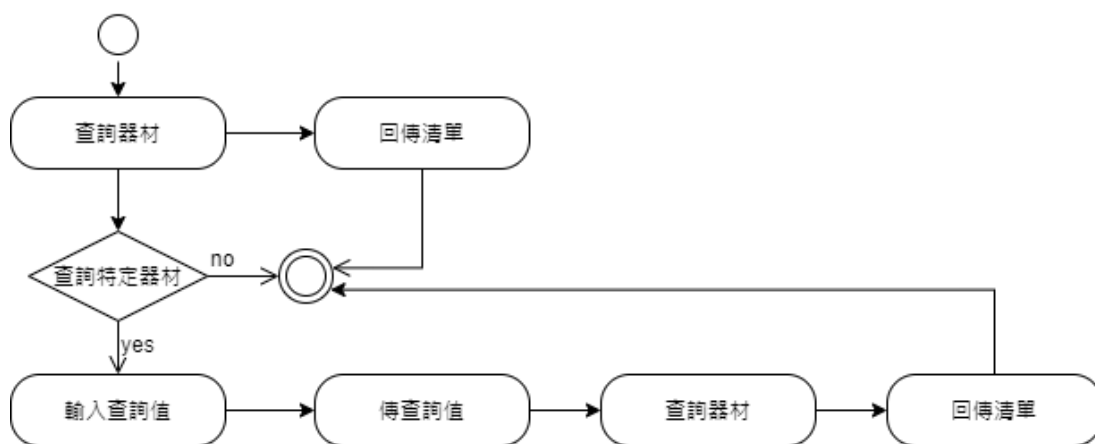 查詢器材
回傳清單
查詢特定器材
no
yes
輸入查詢值
傳查詢值
查詢器材
回傳清單